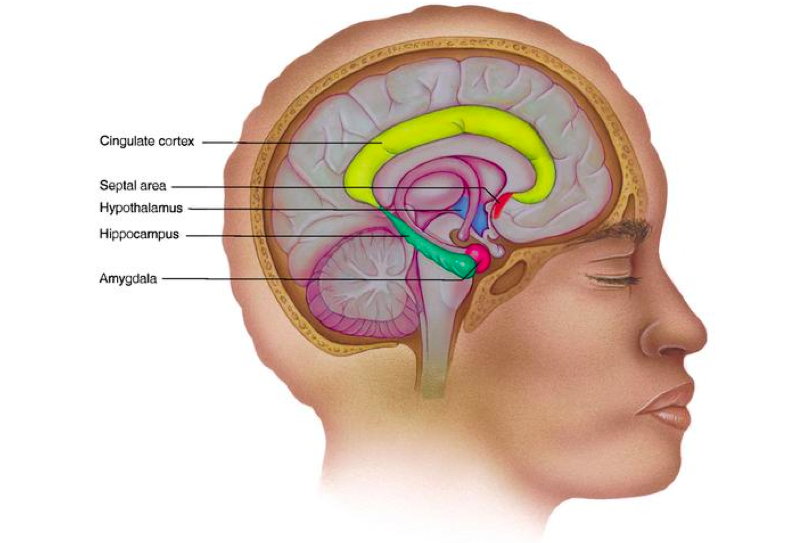 Cingulate cortex
Septal area
Hypothalamus
Hippocampus
Amygdala